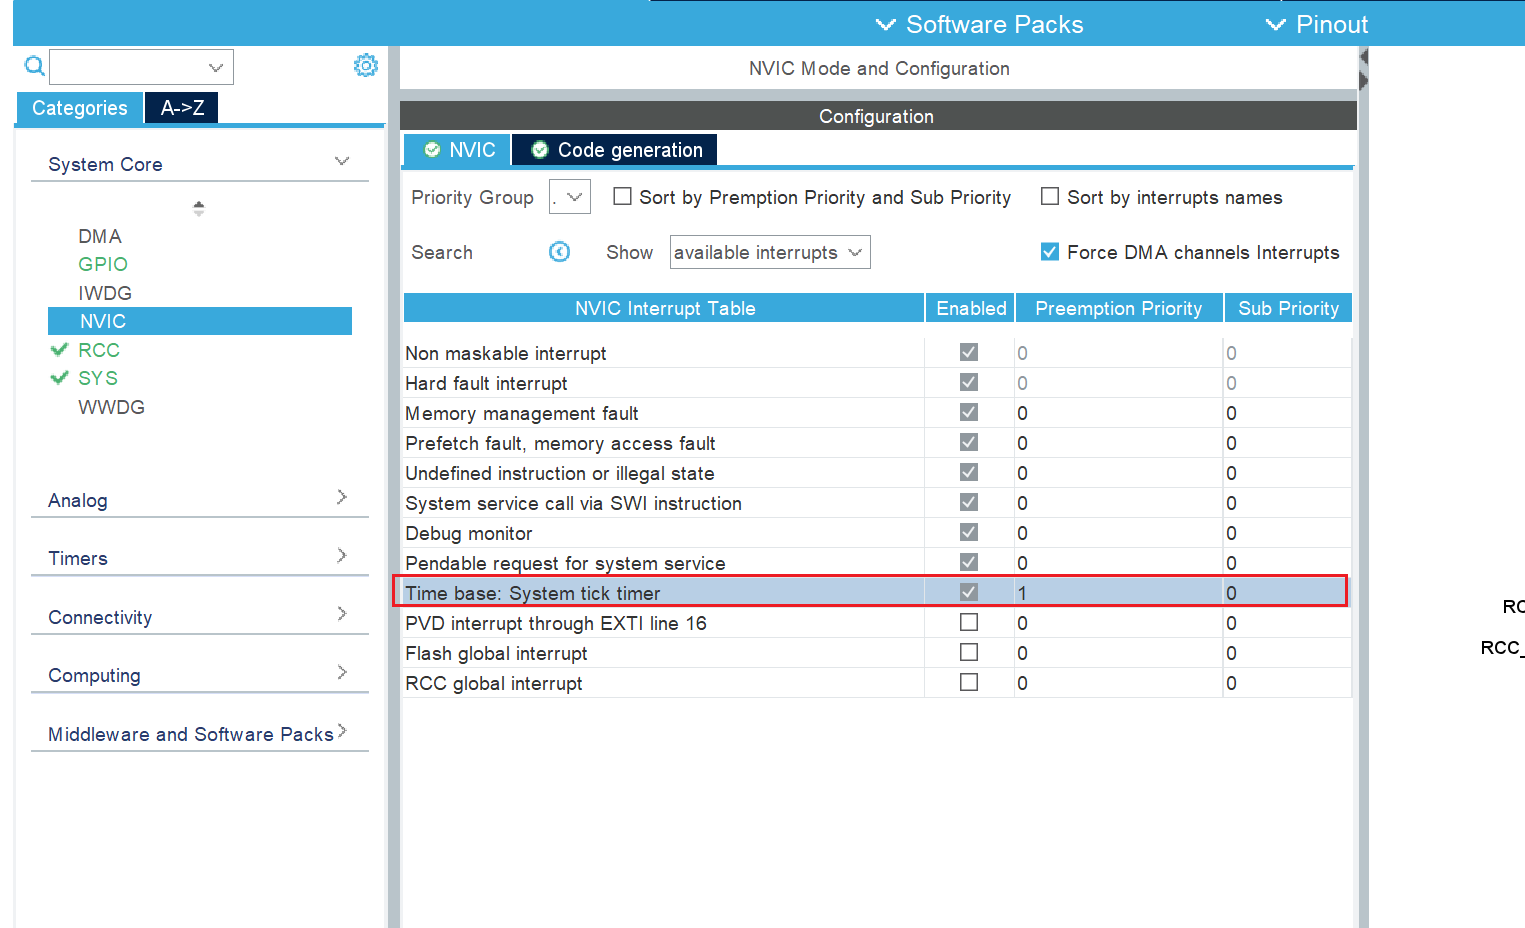 Software Packs
Pinout
NVIC Mode and Configuration
Categories
A->Z
Configuration
NVIC
Code generation
System Core
Priority Group
.
Sort by Premption Priority and Sub Priority
Sort by interrupts names
DMA
GPIO
IWDG
NVIC
RCC
SYS
WWDG
Search
Show
available interrupts
Force DMA channels Interrupts
NVIC Interrupt Table Enabled Preemption Priority Sub Priority
Non maskable interrupt 0 0
Hard fault interrupt 0 0
Memory management fault 0 0
Prefetch fault, memory access fault 0 0
Undefined instruction or illegal state 0 0
System service call via SWI instruction 0 0
Debug monitor 0 0
Pendable request for system service 0 0
Time base: System tick timer 1 0
PVD interrupt through EXTI line 16 0 0
Flash global interrupt 0 0
RCC global interrupt 0 0
Analog
Timers
Connectivity
Computing
Middleware and Software Packs
RCC_